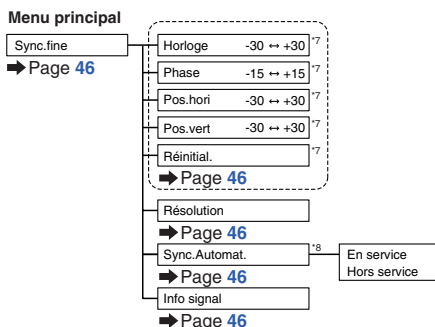 Menu principal
Sync.fine
➡ Page 46
Horloge -30 ↔ +30 *7
Phase -15 ↔ +15 *7
Pos.hori -30 ↔ +30 *7
Pos.vert -30 ↔ +30 *7
Réinitial. *7
➡ Page 46
Résolution
➡ Page 46
Sync.Automat. *8
➡ Page 46
En service
Hors service
Info signal
➡ Page 46